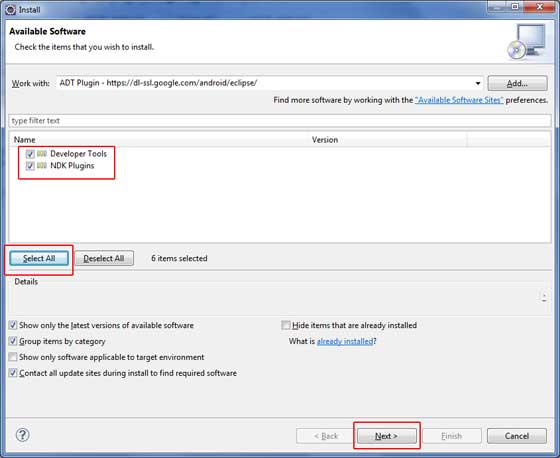 Install
Available Software
Check the items that you wish to install.
Work with: ADT Plugin - https://dl-ssl.google.com/android/eclipse/ Add...
Find more software by working with the "Available Software Sites" preferences.
type filter text
Name Version
Developer Tools
NDK Plugins
Select All Deselect All 6 items selected
Details
Show only the latest versions of available software Hide items that are already installed
Group items by category What is already installed?
Show only software applicable to target environment
Contact all update sites during install to find required software
? < Back Next > Finish Cancel